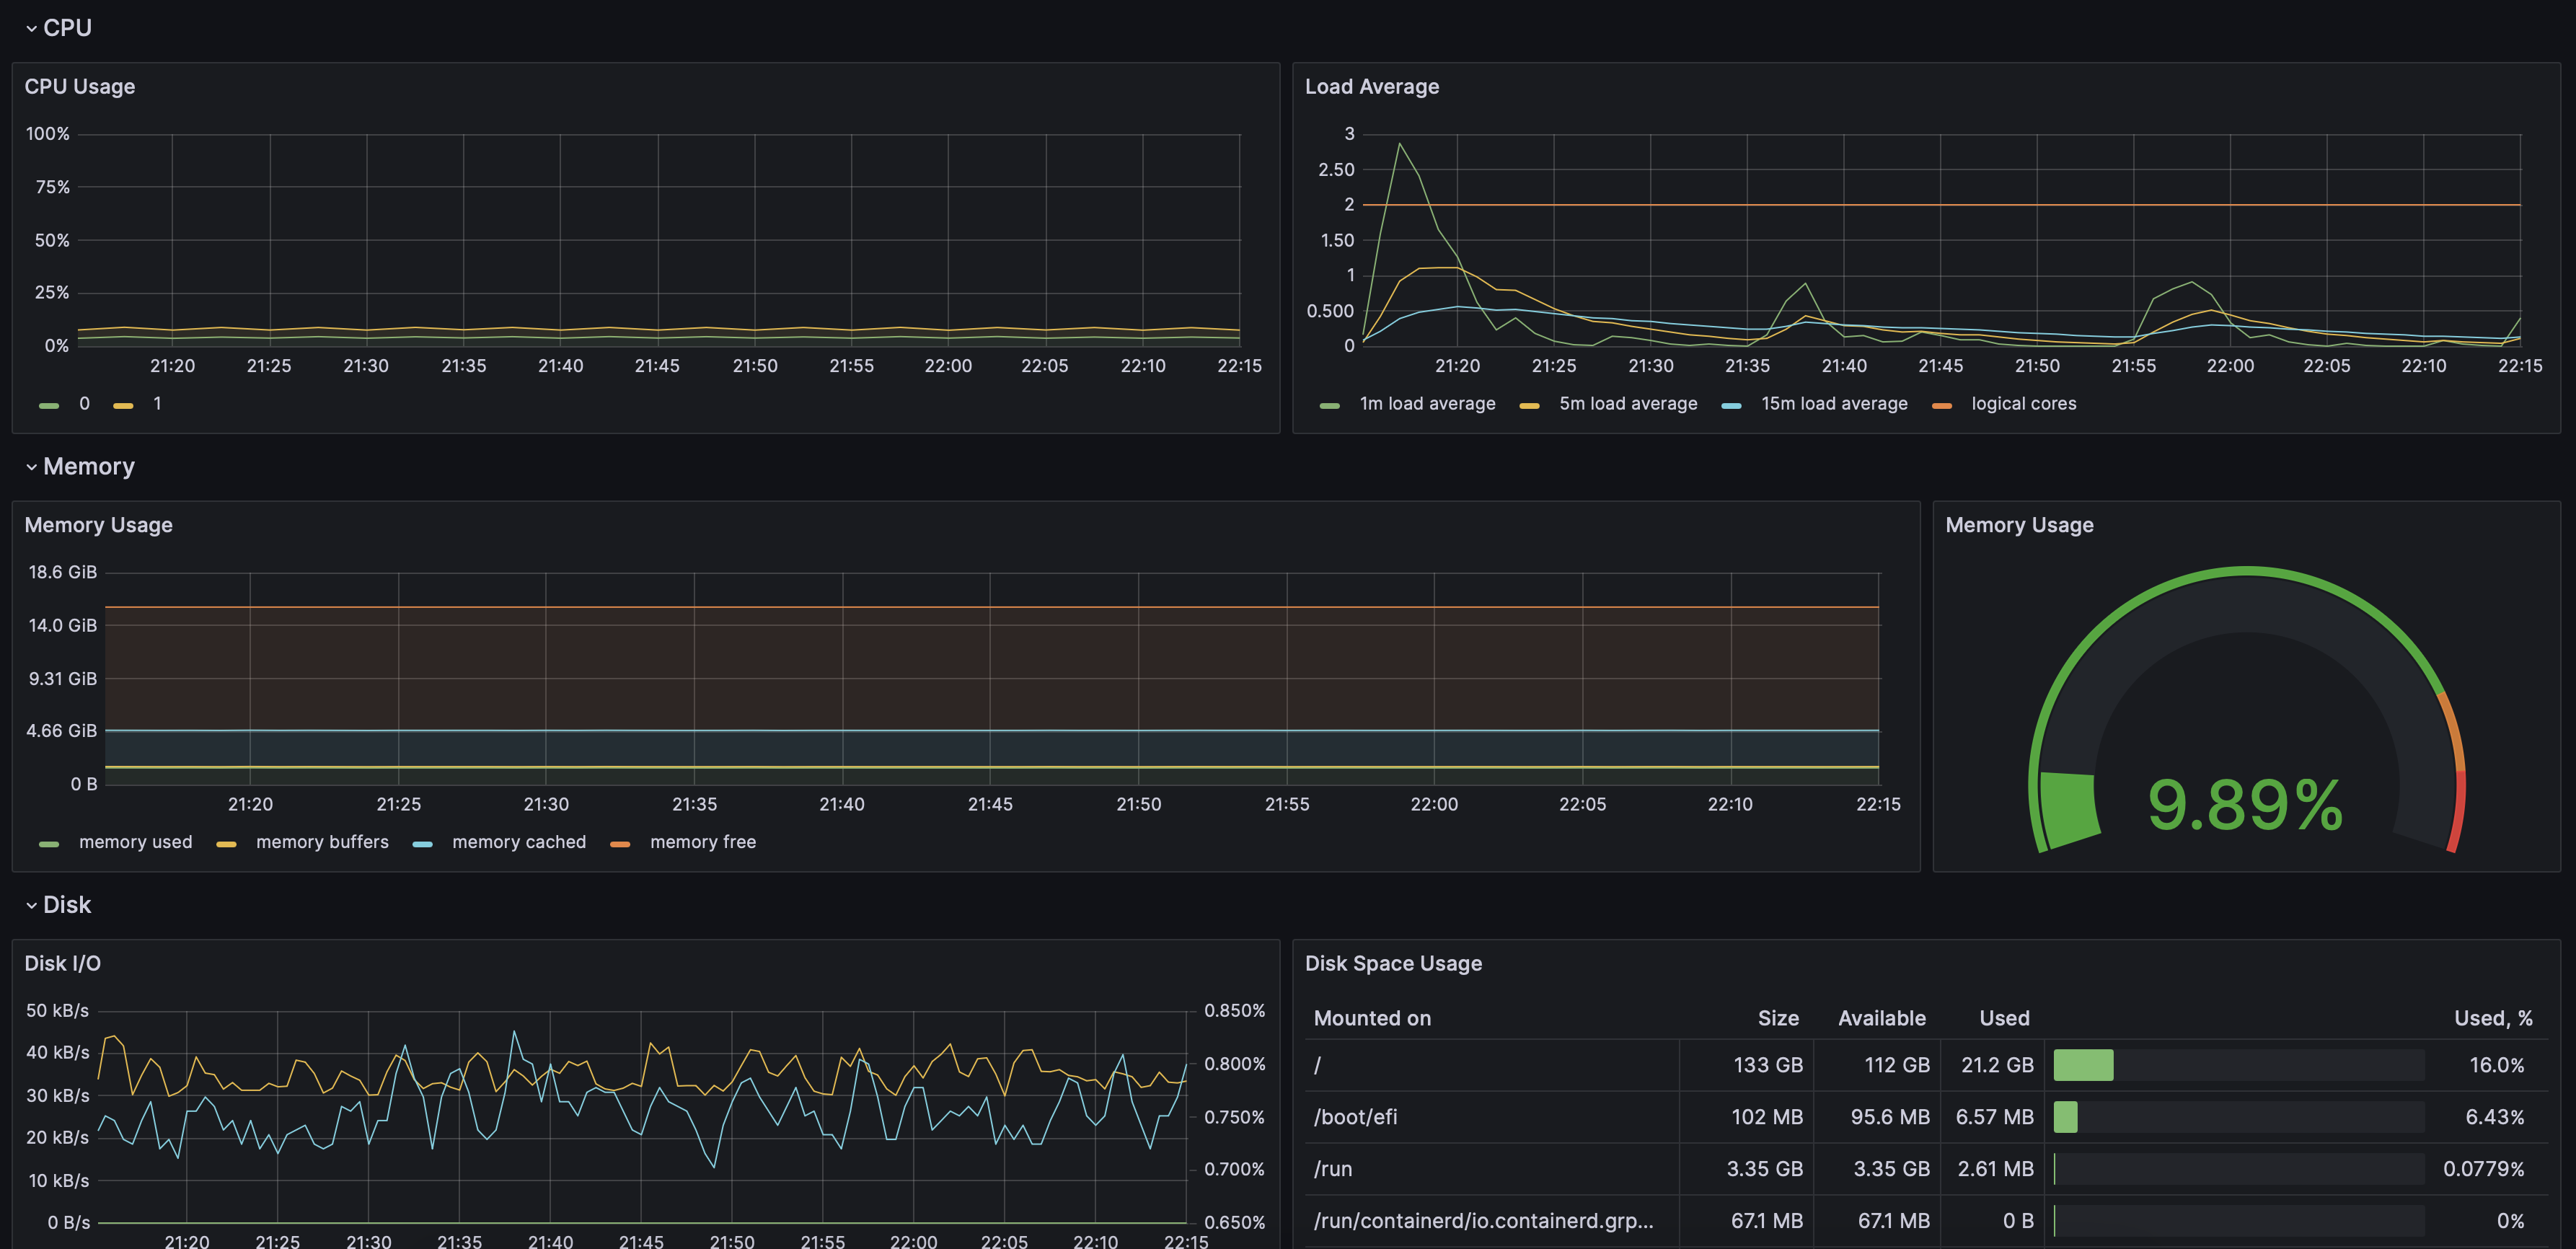 CPU
CPU Usage
100%
75%
50%
25%
0%
21:20 21:25 21:30 21:35 21:40 21:45 21:50 21:55 22:00 22:05 22:10 22:15
0 1
Load Average
3
2.50
2
1.50
1
0.500
0
21:20 21:25 21:30 21:35 21:40 21:45 21:50 21:55 22:00 22:05 22:10 22:15
1m load average 5m load average 15m load average logical cores
Memory
Memory Usage
18.6 GiB
14.0 GiB
9.31 GiB
4.66 GiB
0 B
21:20 21:25 21:30 21:35 21:40 21:45 21:50 21:55 22:00 22:05 22:10 22:15
memory used memory buffers memory cached memory free
Memory Usage
9.89%
Disk
Disk I/O
50 kB/s
40 kB/s
30 kB/s
20 kB/s
10 kB/s
0 B/s
0.850%
0.800%
0.750%
0.700%
0.650%
21:20 21:25 21:30 21:35 21:40 21:45 21:50 21:55 22:00 22:05 22:10 22:15
Disk Space Usage
Mounted on Size Available Used Used, %
/ 133 GB 112 GB 21.2 GB 16.0%
/boot/efi 102 MB 95.6 MB 6.57 MB 6.43%
/run 3.35 GB 3.35 GB 2.61 MB 0.0779%
/run/containerd/io.containerd.grp... 67.1 MB 67.1 MB 0 B 0%